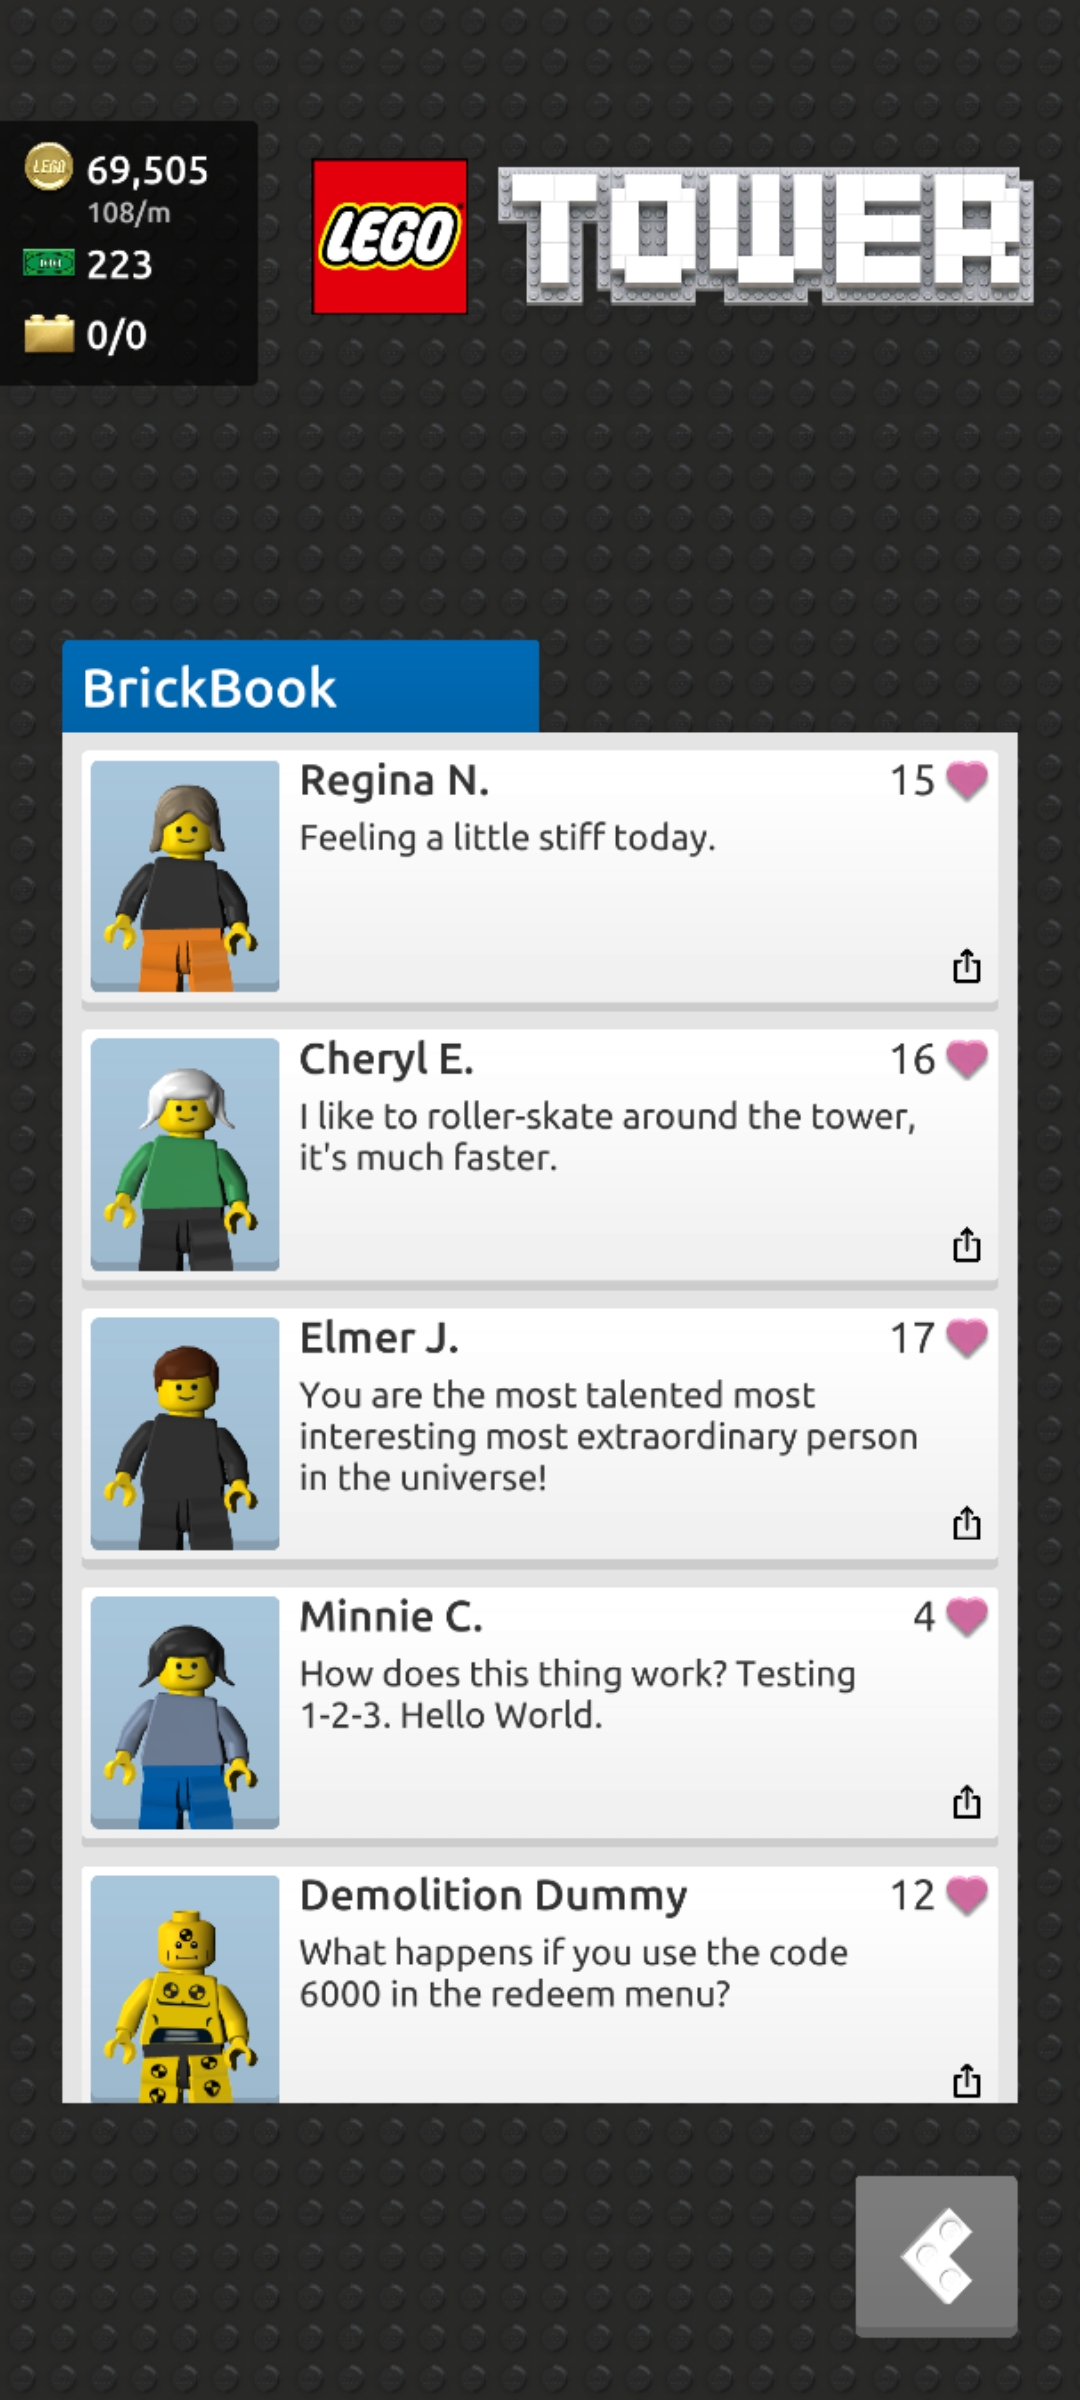 LEGO
69,505
108/m
223
0/0
LEGO
TOWER
BrickBook
Regina N.
15
Feeling a little stiff today.
Cheryl E.
16
I like to roller-skate around the tower,
it's much faster.
Elmer J.
17
You are the most talented most
interesting most extraordinary person
in the universe!
Minnie C.
4
How does this thing work? Testing
1-2-3. Hello World.
Demolition Dummy
12
What happens if you use the code
6000 in the redeem menu?